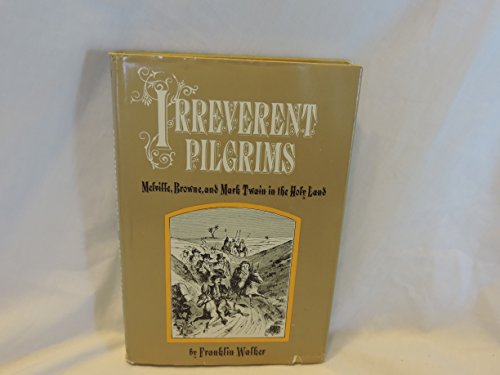 IRREVERENT
PILGRIMS
Melville, Browne, and Mark Twain in the Holy Land
by Franklin Walker